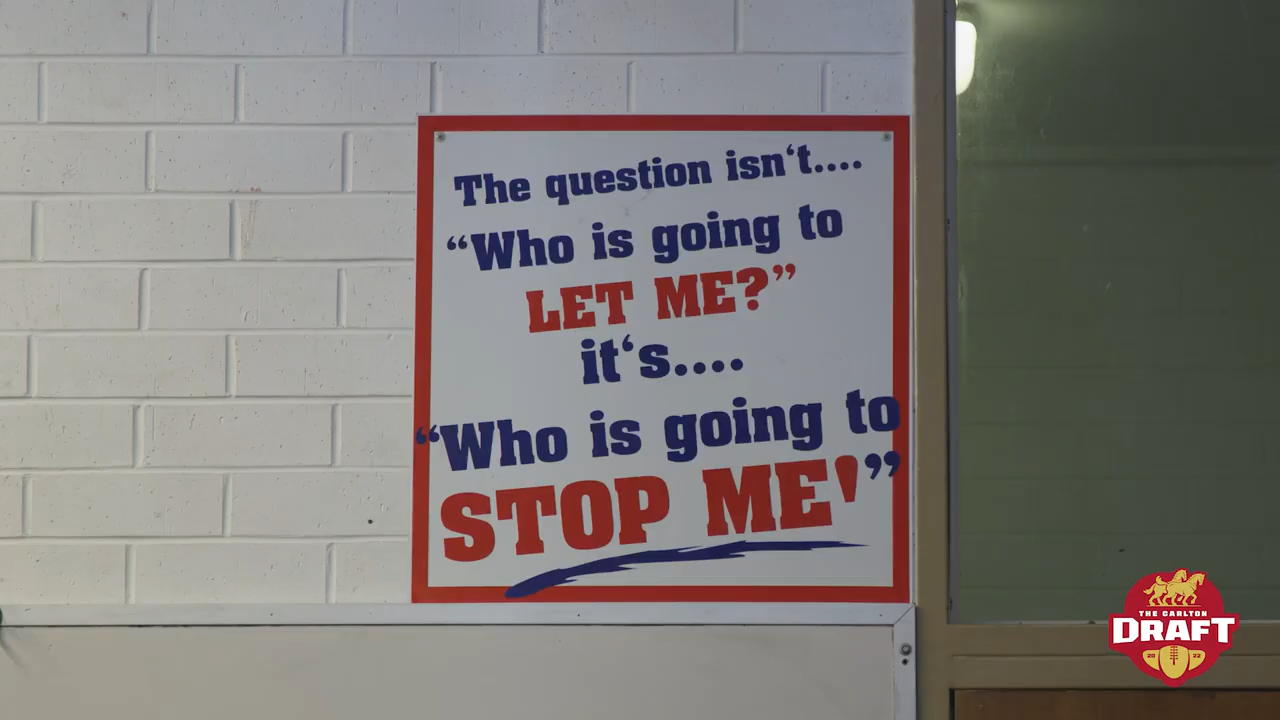 The question isn‘t....
“Who is going to
LET ME?”
it‘s....
“Who is going to
STOP ME!”
THE CARLTON
DRAFT
20 22